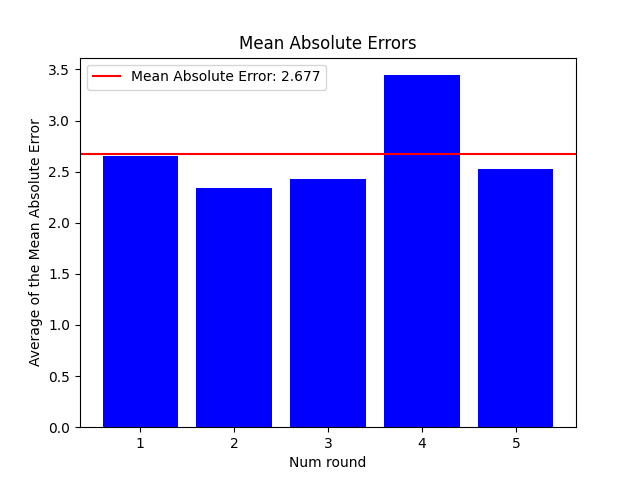 Mean Absolute Errors
Mean Absolute Error: 2.677
Average of the Mean Absolute Error
3.5
3.0
2.5
2.0
1.5
1.0
0.5
0.0
1 2 3 4 5
Num round